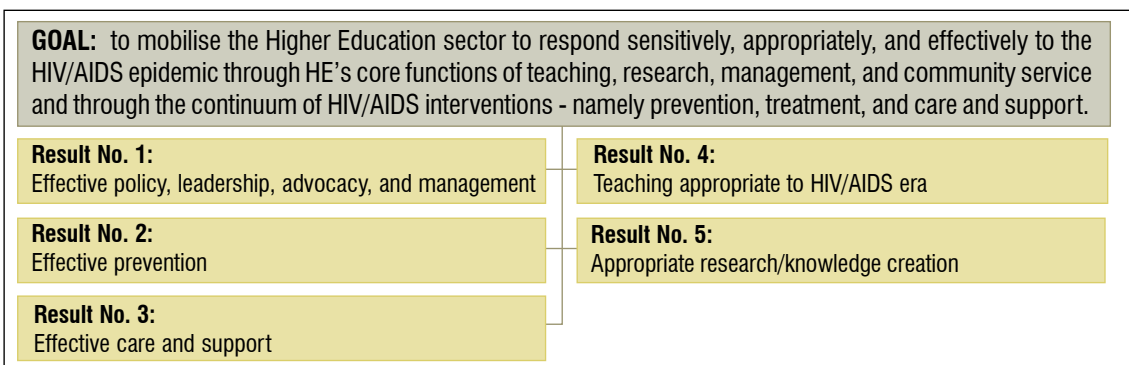 GOAL: to mobilise the Higher Education sector to respond sensitively, appropriately, and effectively to the
HIV/AIDS epidemic through HE’s core functions of teaching, research, management, and community service
and through the continuum of HIV/AIDS interventions - namely prevention, treatment, and care and support.
Result No. 1:
Effective policy, leadership, advocacy, and management
Result No. 2:
Effective prevention
Result No. 3:
Effective care and support
Result No. 4:
Teaching appropriate to HIV/AIDS era
Result No. 5:
Appropriate research/knowledge creation